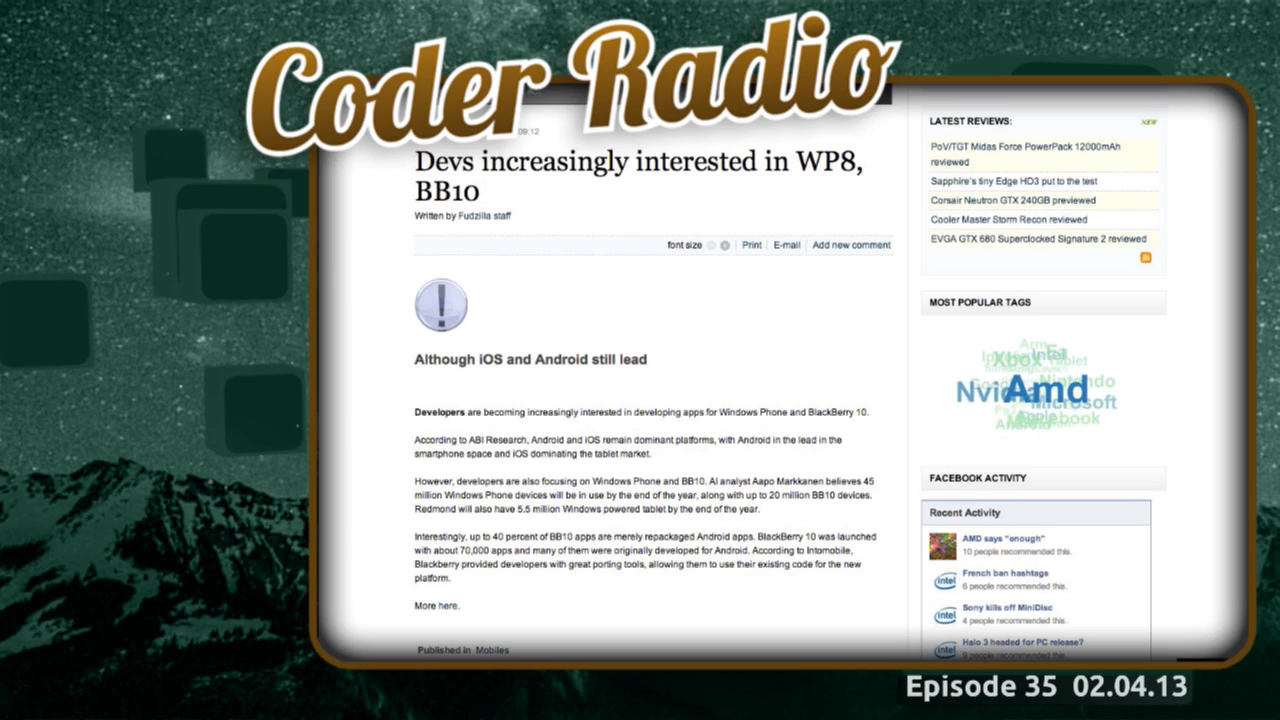 Coder Radio
09:12
Devs increasingly interested in WP8,
BB10
Written by Fudzilla staff
font size Print E-mail Add new comment
Although iOS and Android still lead
Developers are becoming increasingly interested in developing apps for Windows Phone and BlackBerry 10.
According to ABI Research, Android and iOS remain dominant platforms, with Android in the lead in the
smartphone space and iOS dominating the tablet market.
However, developers are also focusing on Windows Phone and BB10. AI analyst Aapo Markkanen believes 45
million Windows Phone devices will be in use by the end of the year, along with up to 20 million BB10 devices.
Redmond will also have 5.5 million Windows powered tablet by the end of the year.
Interestingly, up to 40 percent of BB10 apps are merely repackaged Android apps. BlackBerry 10 was launched
with about 70,000 apps and many of them were originally developed for Android. According to Intomobile,
Blackberry provided developers with great porting tools, allowing them to use their existing code for the new
platform.
More here.
Published in Mobiles
LATEST REVIEWS: NEW
PoV/TGT Midas Force PowerPack 12000mAh
reviewed
Sapphire's tiny Edge HD3 put to the test
Corsair Neutron GTX 240GB previewed
Cooler Master Storm Recon reviewed
EVGA GTX 680 Superclocked Signature 2 reviewed
MOST POPULAR TAGS
Arm
Xbox Intel
Tablet
Nintendo
Amd
Microsoft
Apple
Android
FACEBOOK ACTIVITY
Recent Activity
AMD says "enough"
10 people recommended this.
intel French ban hashtags
6 people recommended this.
intel Sony kills off MiniDisc
4 people recommended this.
intel Halo 3 headed for PC release?
9 people recommended this.
Episode 35 02.04.13